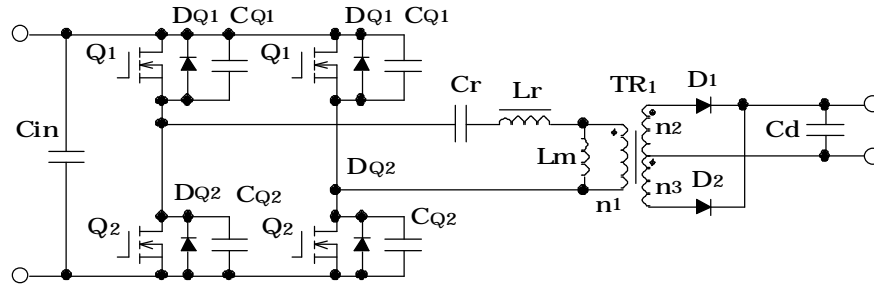 DQ1 CQ1 DQ1 CQ1
Q1 Q1
Cr Lr TR1 D1
Cin n2 Cd
Lm
DQ2
DQ2 CQ2 n3 D2
n1
CQ2
Q2 Q2